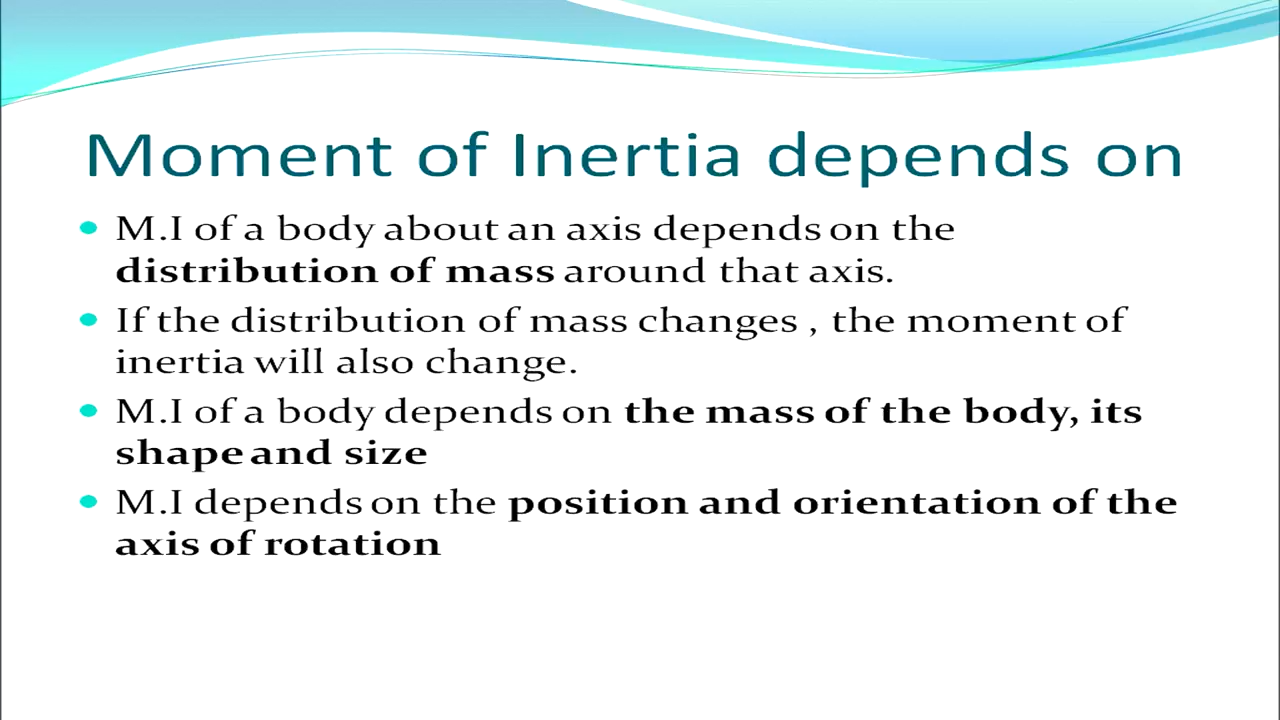 Moment of Inertia depends on
• M.I of a body about an axis depends on the
distribution of mass around that axis.
• If the distribution of mass changes , the moment of
inertia will also change.
• M.I of a body depends on the mass of the body, its
shape and size
• M.I depends on the position and orientation of the
axis of rotation